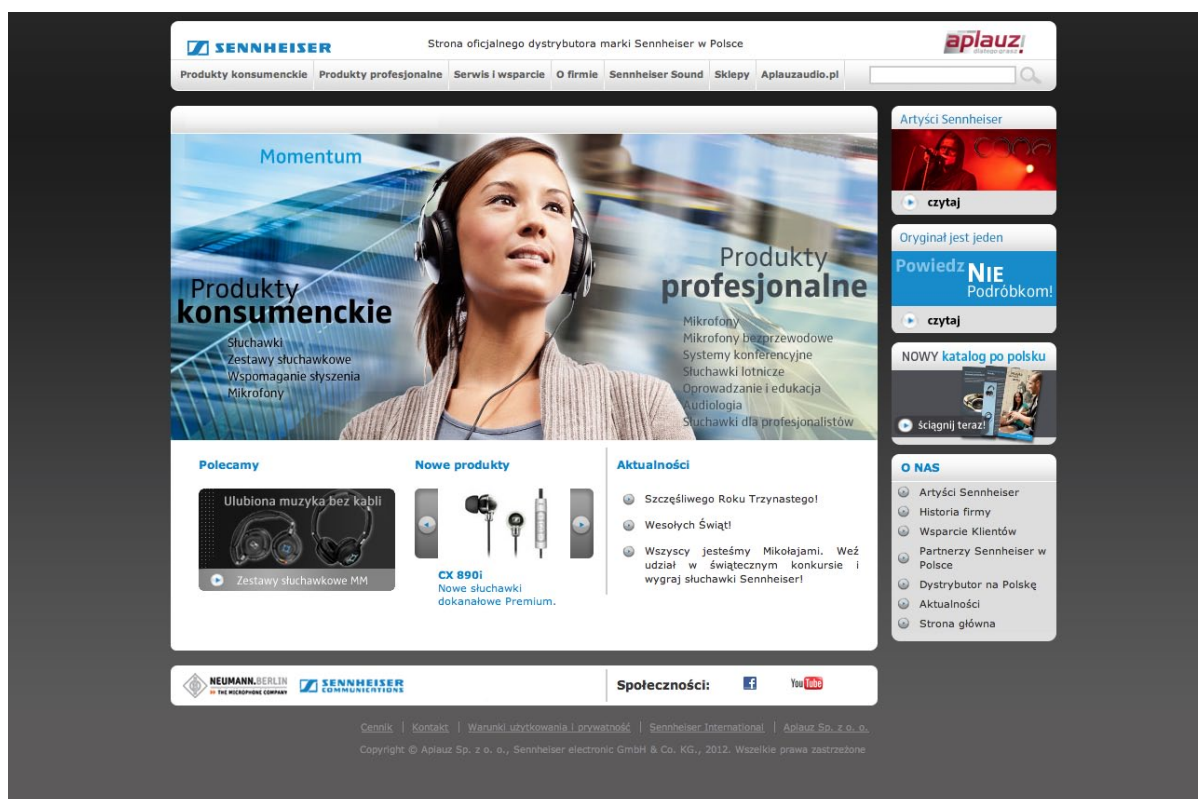 SENNHEISER
Strona oficjalnego dystrybutora marki Sennheiser w Polsce
aplauz!
dlatego grasz
Produkty konsumenckie
Produkty profesjonalne
Serwis i wsparcie
O firmie
Sennheiser Sound
Sklepy
Aplauzaudio.pl
Momentum
Produkty
konsumenckie
Słuchawki
Zestawy słuchawkowe
Wspomaganie słyszenia
Mikrofony
Produkty
profesjonalne
Mikrofony
Mikrofony bezprzewodowe
Systemy konferencyjne
Słuchawki lotnicze
Oprowadzanie i edukacja
Audiologia
Słuchawki dla profesjonalistów
Artyści Sennheiser
czytaj
Oryginał jest jeden
Powiedz NIE
Podróbkom!
czytaj
NOWY katalog po polsku
ściągnij teraz!
O NAS
Artyści Sennheiser
Historia firmy
Wsparcie Klientów
Partnerzy Sennheiser w
Polsce
Dystrybutor na Polskę
Aktualności
Strona główna
Polecamy
Ulubiona muzyka bez kabli
Zestawy słuchawkowe MM
Nowe produkty
CX 890i
Nowe słuchawki
dokanałowe Premium.
Aktualności
Szczęśliwego Roku Trzynastego!
Wesołych Świąt!
Wszyscy jesteśmy Mikołajami. Weź
udział w świątecznym konkursie i
wygraj słuchawki Sennheiser!
NEUMANN.BERLIN
THE MICROPHONE COMPANY
SENNHEISER
COMMUNICATIONS
Społeczności:
You Tube
Cennik | Kontakt | Warunki użytkowania i prywatność | Sennheiser International | Aplauz Sp. z o. o.
Copyright © Aplauz Sp. z o. o., Sennheiser electronic GmbH & Co. KG., 2012. Wszelkie prawa zastrzeżone